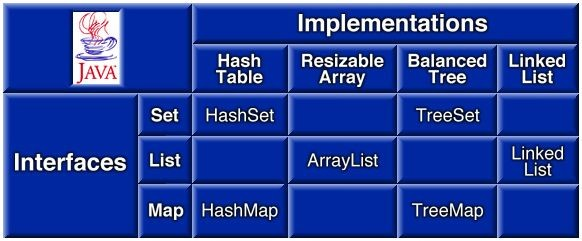 Implementations
JAVA
Hash Resizable Balanced Linked
Table Array Tree List
Set HashSet TreeSet
Interfaces List ArrayList Linked
List
Map HashMap TreeMap